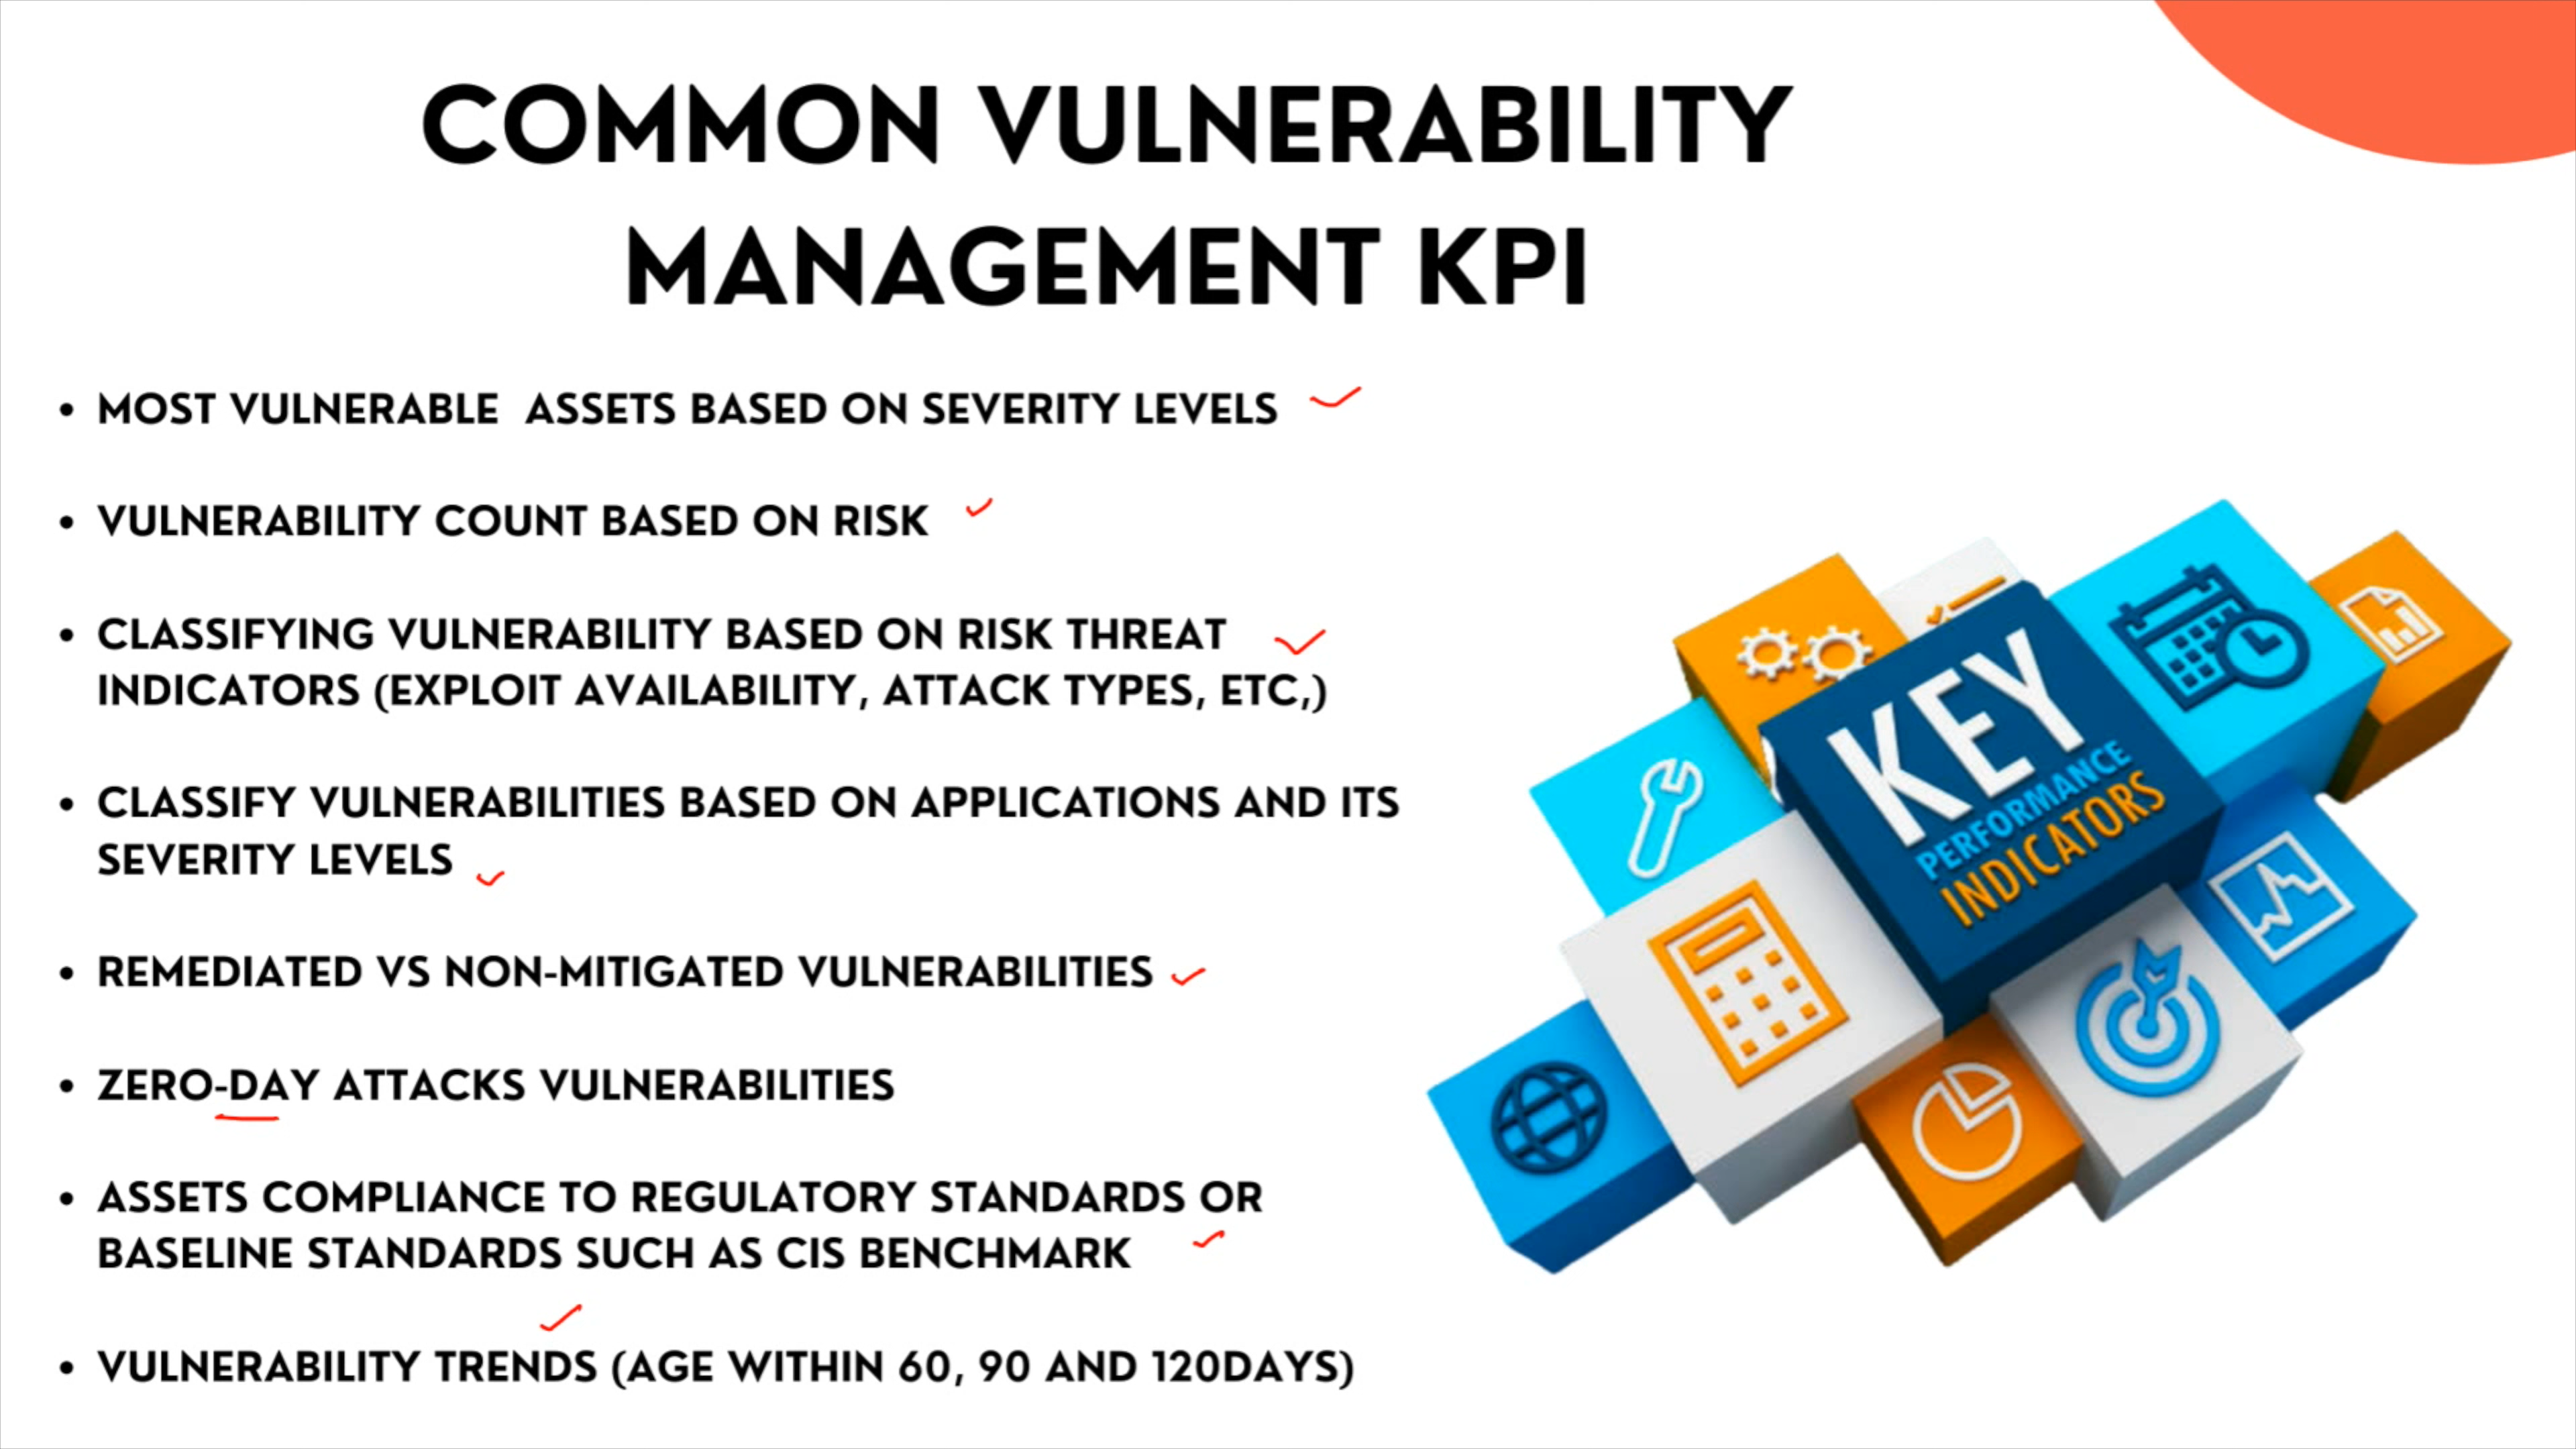 COMMON VULNERABILITY
MANAGEMENT KPI
• MOST VULNERABLE ASSETS BASED ON SEVERITY LEVELS
• VULNERABILITY COUNT BASED ON RISK
• CLASSIFYING VULNERABILITY BASED ON RISK THREAT
INDICATORS (EXPLOIT AVAILABILITY, ATTACK TYPES, ETC,)
• CLASSIFY VULNERABILITIES BASED ON APPLICATIONS AND ITS
SEVERITY LEVELS
• REMEDIATED VS NON-MITIGATED VULNERABILITIES
• ZERO-DAY ATTACKS VULNERABILITIES
• ASSETS COMPLIANCE TO REGULATORY STANDARDS OR
BASELINE STANDARDS SUCH AS CIS BENCHMARK
• VULNERABILITY TRENDS (AGE WITHIN 60, 90 AND 120DAYS)
KEY
PERFORMANCE
INDICATORS